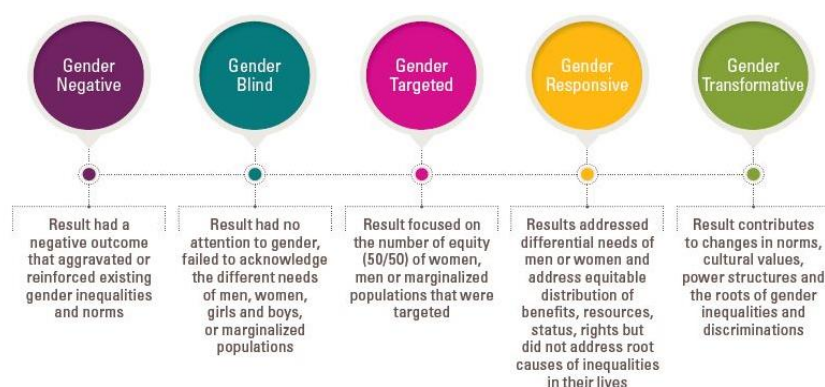 Gender
Negative
Gender
Blind
Gender
Targeted
Gender
Responsive
Gender
Transformative
Result had a
negative outcome
that aggravated or
reinforced existing
gender inequalities
and norms
Result had no
attention to gender,
failed to acknowledge
the different needs
of men, women,
girls and boys,
or marginalized
populations
Result focused on
the number of equity
(50/50) of women,
men or marginalized
populations that were
targeted
Results addressed
differential needs of
men or women and
address equitable
distribution of
benefits, resources,
status, rights but
did not address root
causes of inequalities
in their lives
Result contributes
to changes in norms,
cultural values,
power structures and
the roots of gender
inequalities and
discriminations